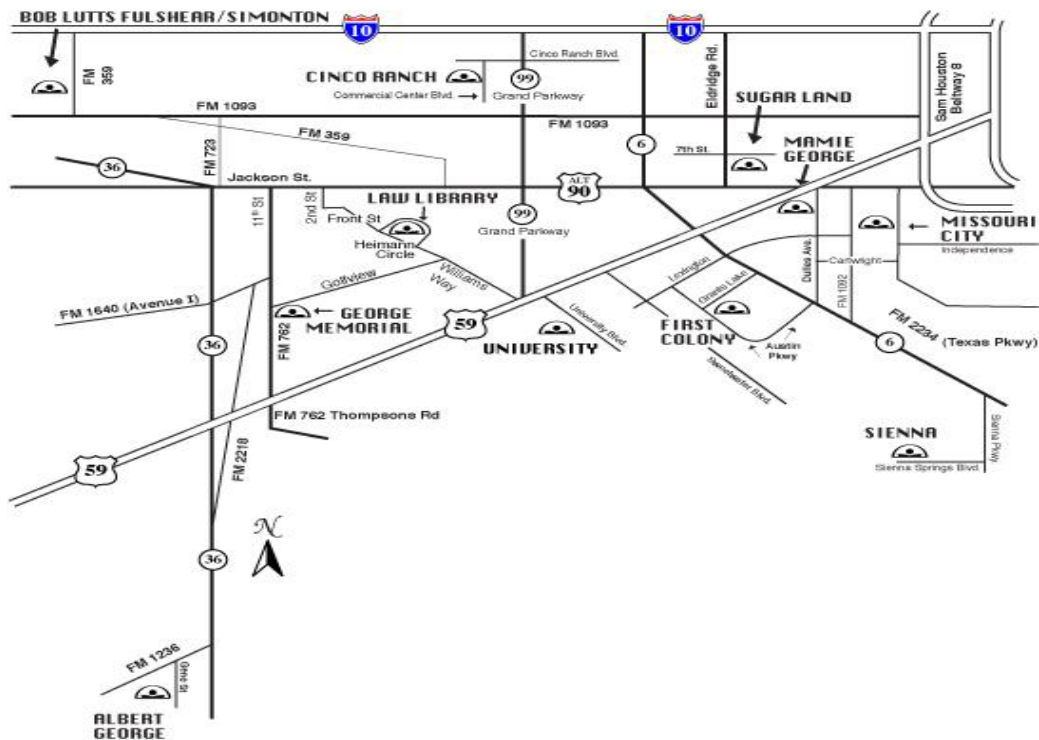 BOB LUTTS FULSHEAR/SIMONTON
10
10
FM 359
CINCO RANCH
Cinco Ranch Blvd.
99
Commercial Center Blvd.
Grand Parkway
Eldridge Rd.
Sam Houston
Beltway 8
SUGAR LAND
FM 1093
FM 1093
FM 359
FM 723
6
7th St.
MAMIE
GEORGE
36
Jackson St.
ALT
90
11th St
2nd St
LAW LIBRARY
Front St
Heimann
Circle
99
Grand Parkway
MISSOURI
CITY
Independence
Dulles Ave.
Cartwright
FM 1092
Golfview
Williams
Way
Lexington
FM 1640 (Avenue I)
GEORGE
MEMORIAL
FM 762
59
UNIVERSITY
University Blvd.
FIRST
COLONY
Austin
Pkwy
Sweetwater Blvd.
FM 2234 (Texas Pkwy)
6
36
FM 762 Thompsons Rd
FM 2218
59
SIENNA
Sienna Springs Blvd.
Sienna Pkwy
N
36
FM 1236
ALBERT
GEORGE